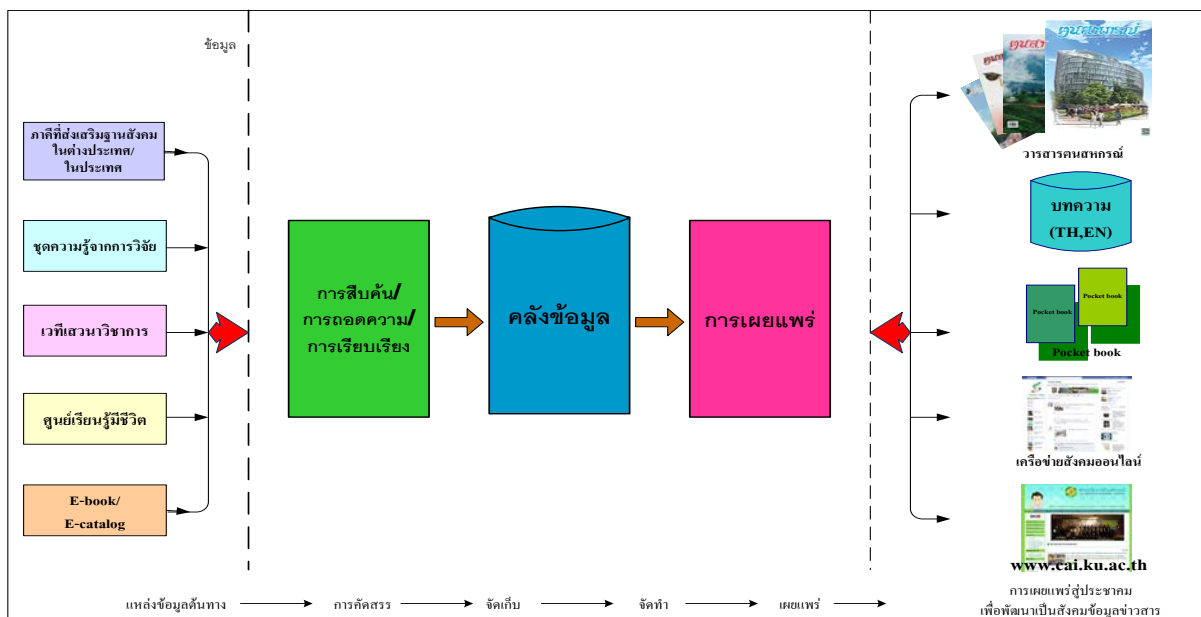 ข้อมูล
ภาคีที่ส่งเสริมฐานสังคม
ในต่างประเทศ/
ในประเทศ
ชุดความรู้จากการวิจัย
เวทีเสวนาวิชาการ
ศูนย์เรียนรู้มีชีวิต
E-book/
E-catalog
การสืบค้น/
การถอดความ/
การเรียบเรียง
คลังข้อมูล
การเผยแพร่
วารสารฅนสหกรณ์
บทความ
(TH,EN)
Pocket book
Pocket book
Pocket book
เครือข่ายสังคมออนไลน์
www.cai.ku.ac.th
การเผยแพร่สู่ประชาคม
เพื่อพัฒนาเป็นสังคมข้อมูลข่าวสาร
แหล่งข้อมูลต้นทาง
การคัดสรร
จัดเก็บ
จัดทำ
เผยแพร่